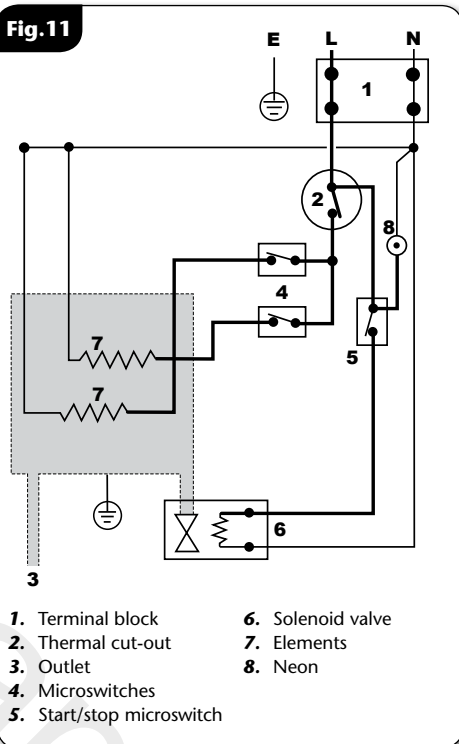 Fig.11
E L N
1
2
8
4
5
7
7
6
3
1. Terminal block
2. Thermal cut-out
3. Outlet
4. Microswitches
5. Start/stop microswitch
6. Solenoid valve
7. Elements
8. Neon